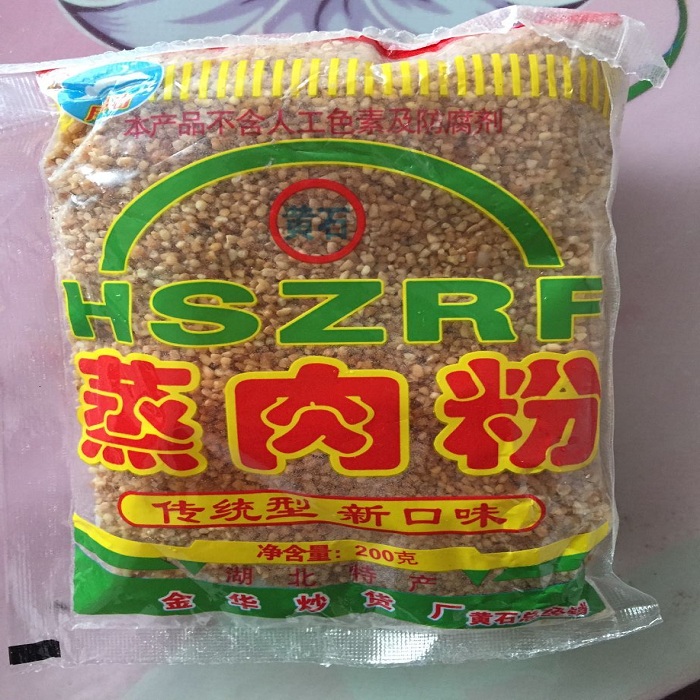 本产品不含人工色素及防腐剂
黄石
HSZRF
蒸肉粉
传统型 新口味
净含量：200克
湖北特产
金华炒货厂 黄石